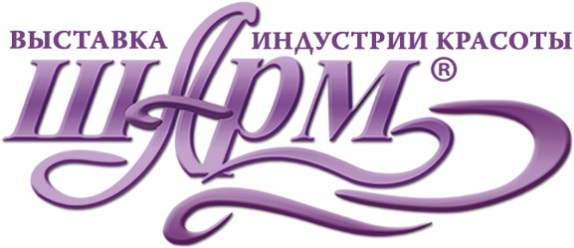 ВЫСТАВКА ИНДУСТРИИ КРАСОТЫ
ШАРМ®